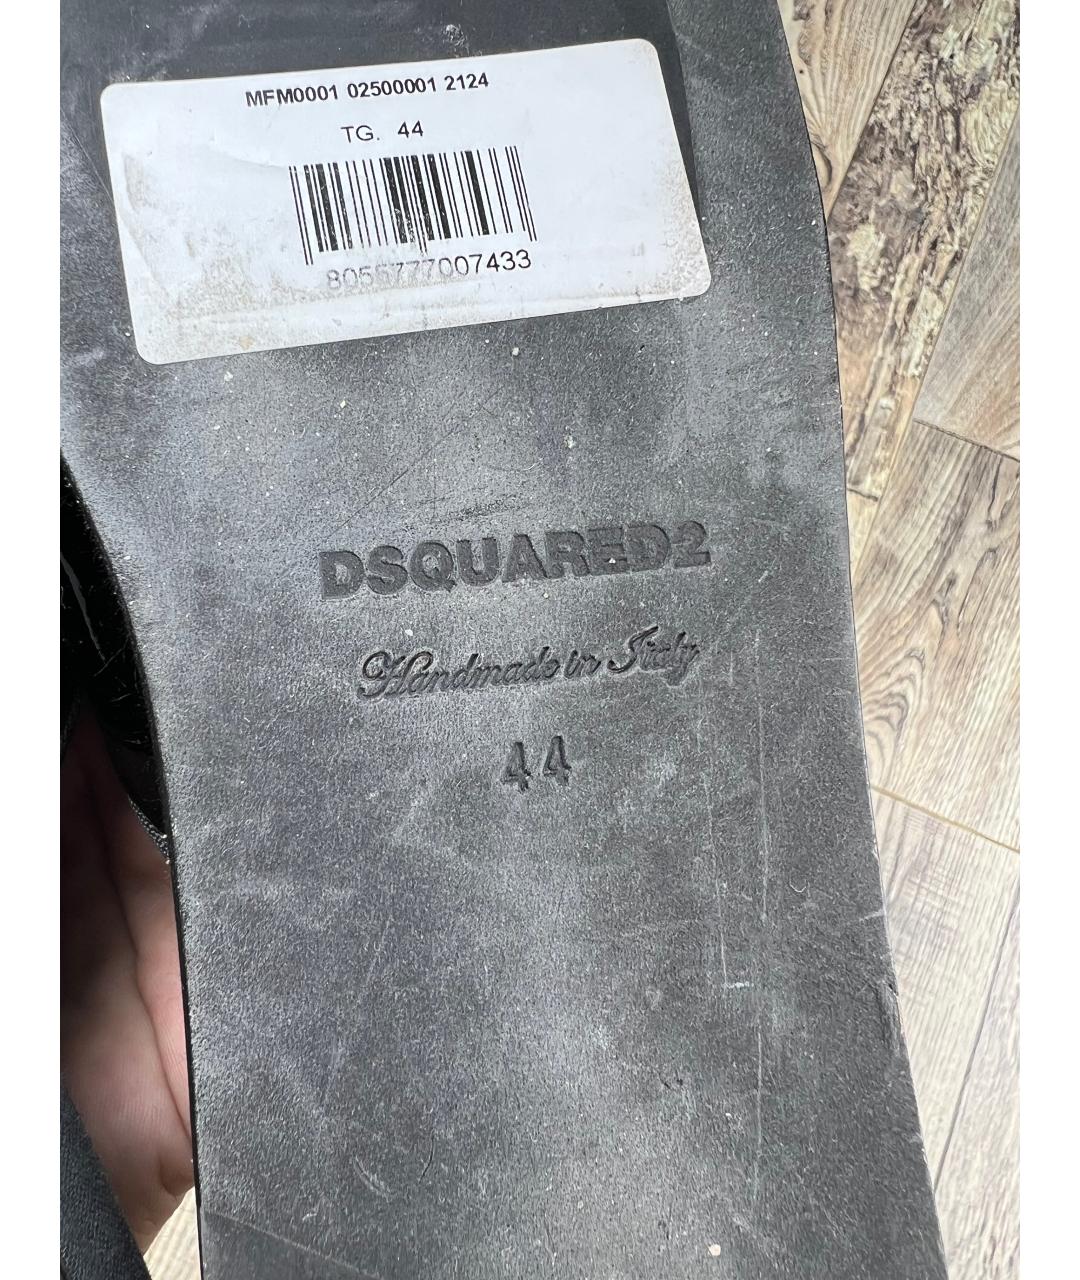 MFM0001 02500001 2124
TG. 44
8055777007433
DSQUARED2
Handmade in Italy
44